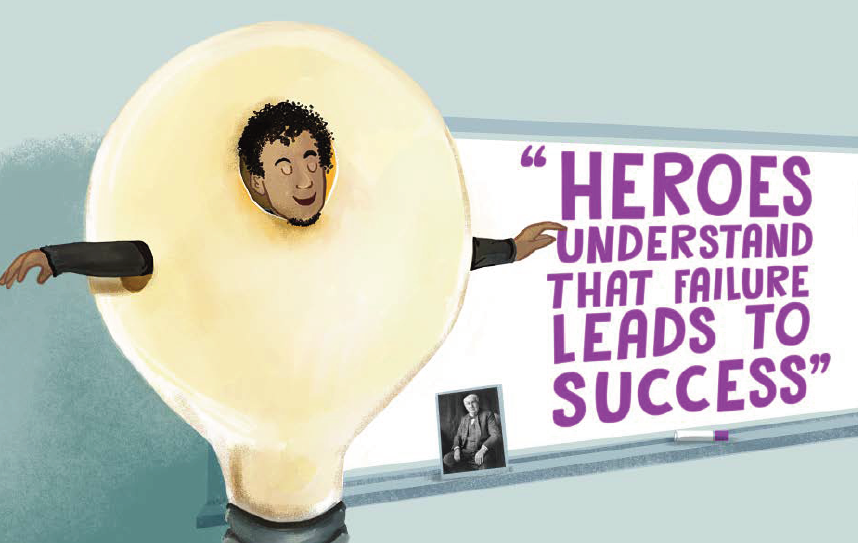 “HEROES
UNDERSTAND
THAT FAILURE
LEADS TO
SUCCESS”